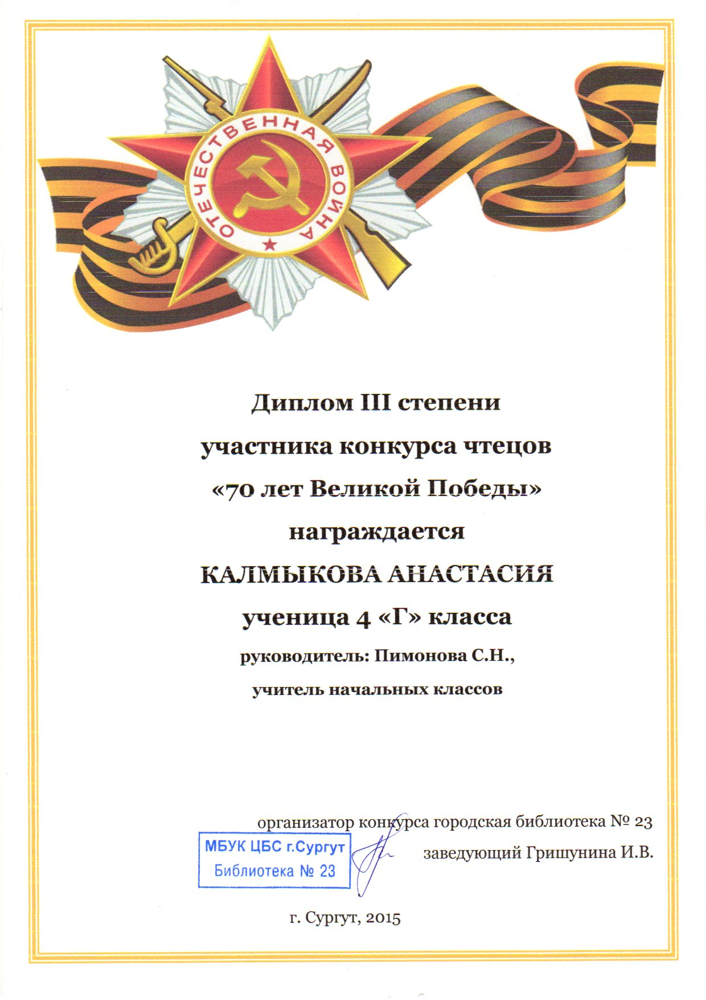 ОТЕЧЕСТВЕННАЯ ВОЙНА
Диплом III степени
участника конкурса чтецов
«70 лет Великой Победы»
награждается
КАЛМЫКОВА АНАСТАСИЯ
ученица 4 «Г» класса
руководитель: Пимонова С.Н.,
учитель начальных классов
организатор конкурса городская библиотека № 23
МБУК ЦБС г.Сургут
Библиотека № 23
заведующий Гришунина И.В.
г. Сургут, 2015